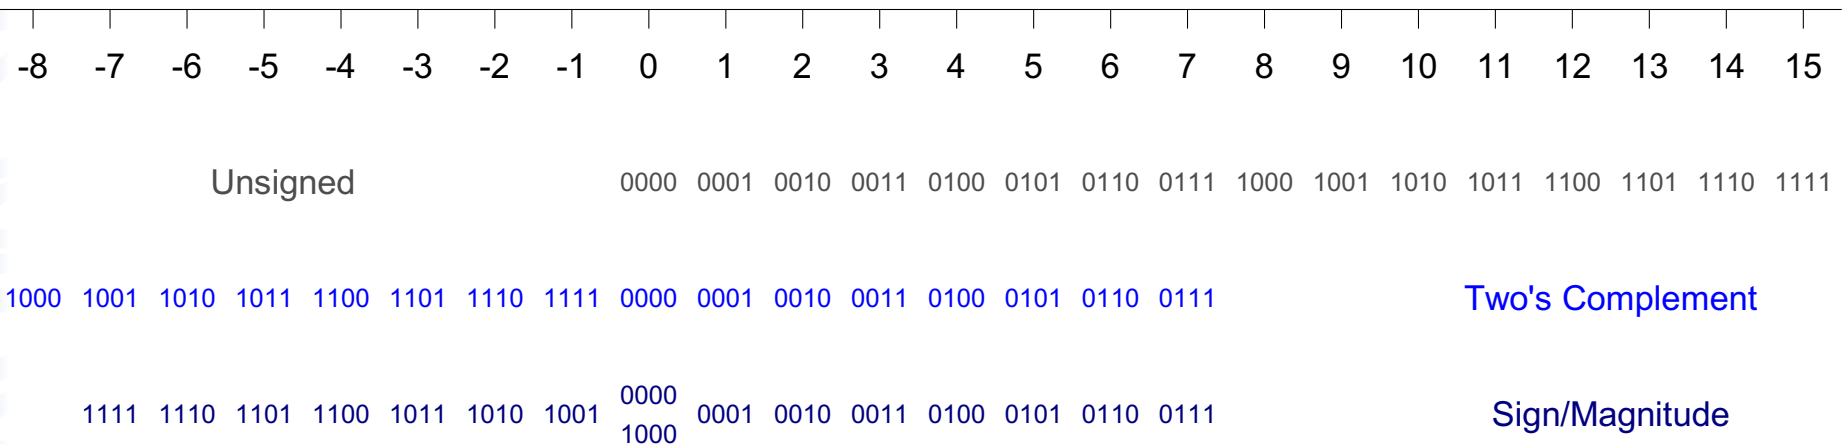 -8 -7 -6 -5 -4 -3 -2 -1 0 1 2 3 4 5 6 7 8 9 10 11 12 13 14 15
Unsigned 0000 0001 0010 0011 0100 0101 0110 0111 1000 1001 1010 1011 1100 1101 1110 1111
1000 1001 1010 1011 1100 1101 1110 1111 0000 0001 0010 0011 0100 0101 0110 0111 Two's Complement
0000
1111 1110 1101 1100 1011 1010 1001 0001 0010 0011 0100 0101 0110 0111 Sign/Magnitude
1000